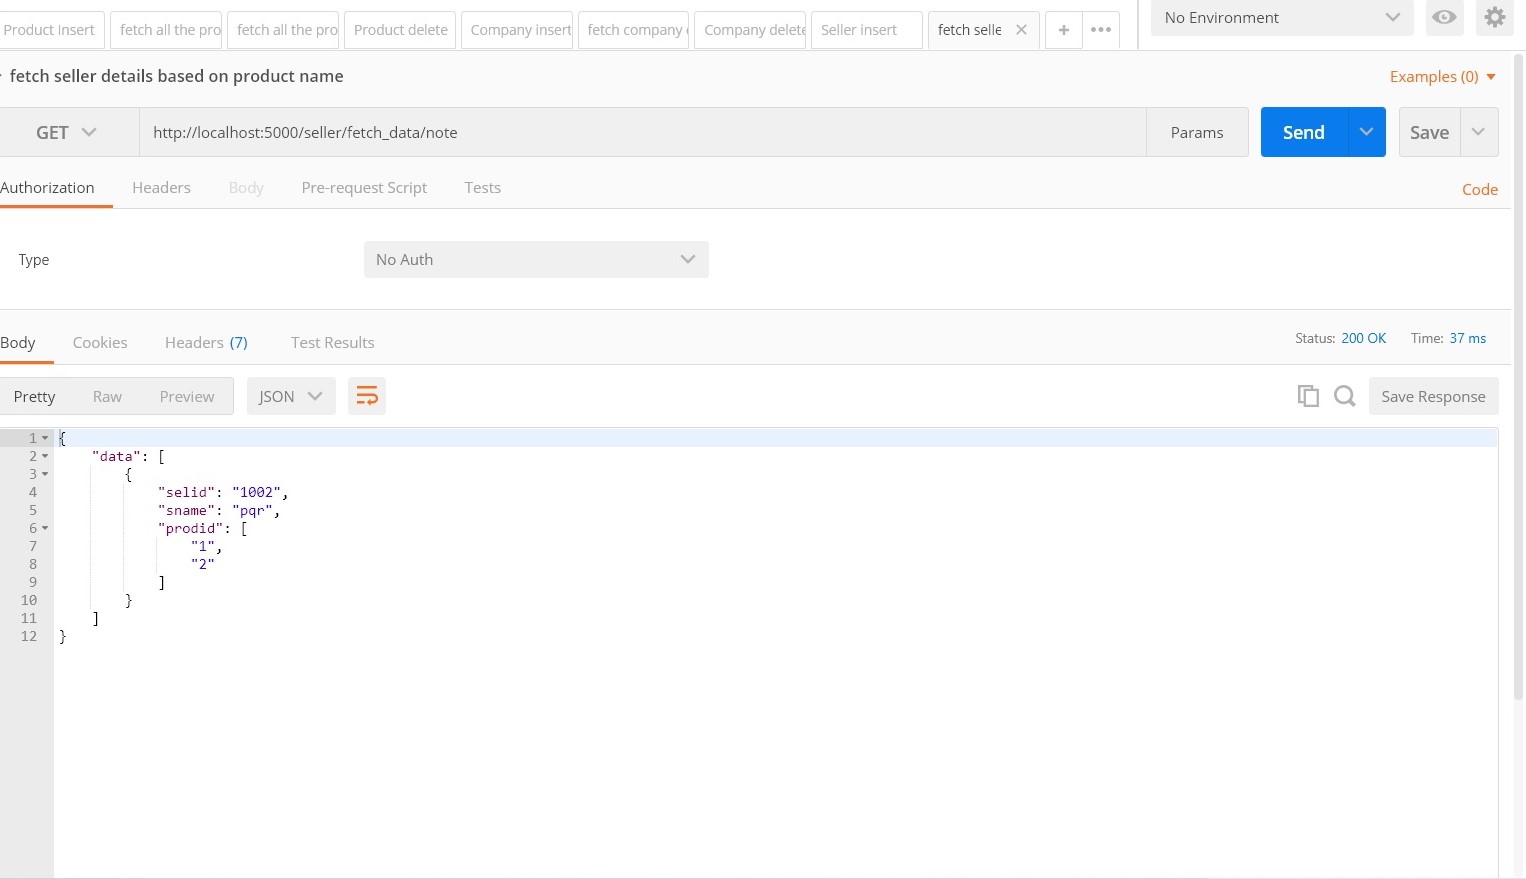 Product Insert fetch all the pro fetch all the pro Product delete Company insert fetch company Company delete Seller insert fetch selle × + ••• No Environment
fetch seller details based on product name Examples (0)
GET http://localhost:5000/seller/fetch_data/note Params Send Save
Authorization Headers Body Pre-request Script Tests Code
Type No Auth
Body Cookies Headers (7) Test Results Status: 200 OK Time: 37 ms
Pretty Raw Preview JSON Save Response
1 {
2 "data": [
3 {
4 "selid": "1002",
5 "sname": "pqr",
6 "prodid": [
7 "1",
8 "2"
9 ]
10 }
11 ]
12 }